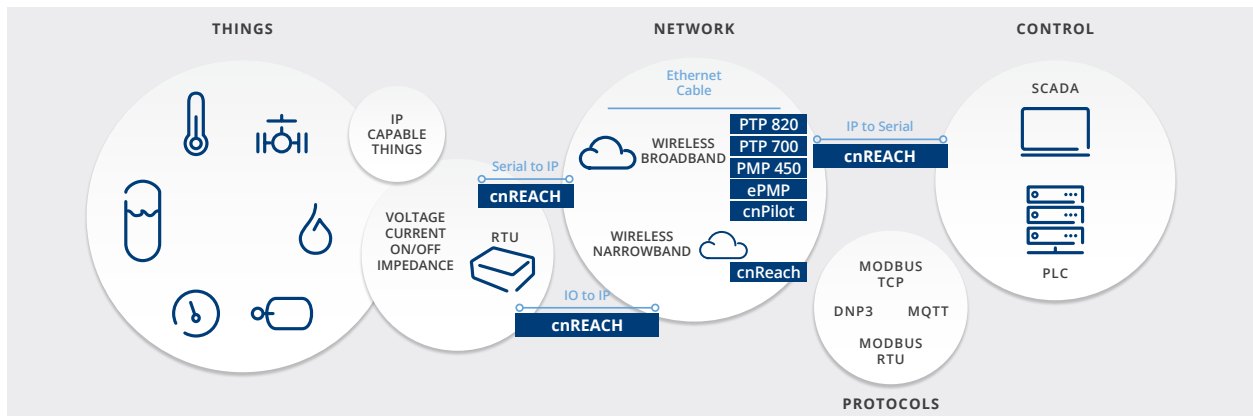 THINGS
NETWORK
CONTROL
IP
CAPABLE
THINGS
VOLTAGE
CURRENT
ON/OFF
IMPEDANCE
RTU
Serial to IP
cnREACH
IO to IP
cnREACH
Ethernet
Cable
WIRELESS
BROADBAND
PTP 820
PTP 700
PMP 450
ePMP
cnPilot
WIRELESS
NARROWBAND
cnReach
IP to Serial
cnREACH
SCADA
PLC
MODBUS
TCP
DNP3 MQTT
MODBUS
RTU
PROTOCOLS